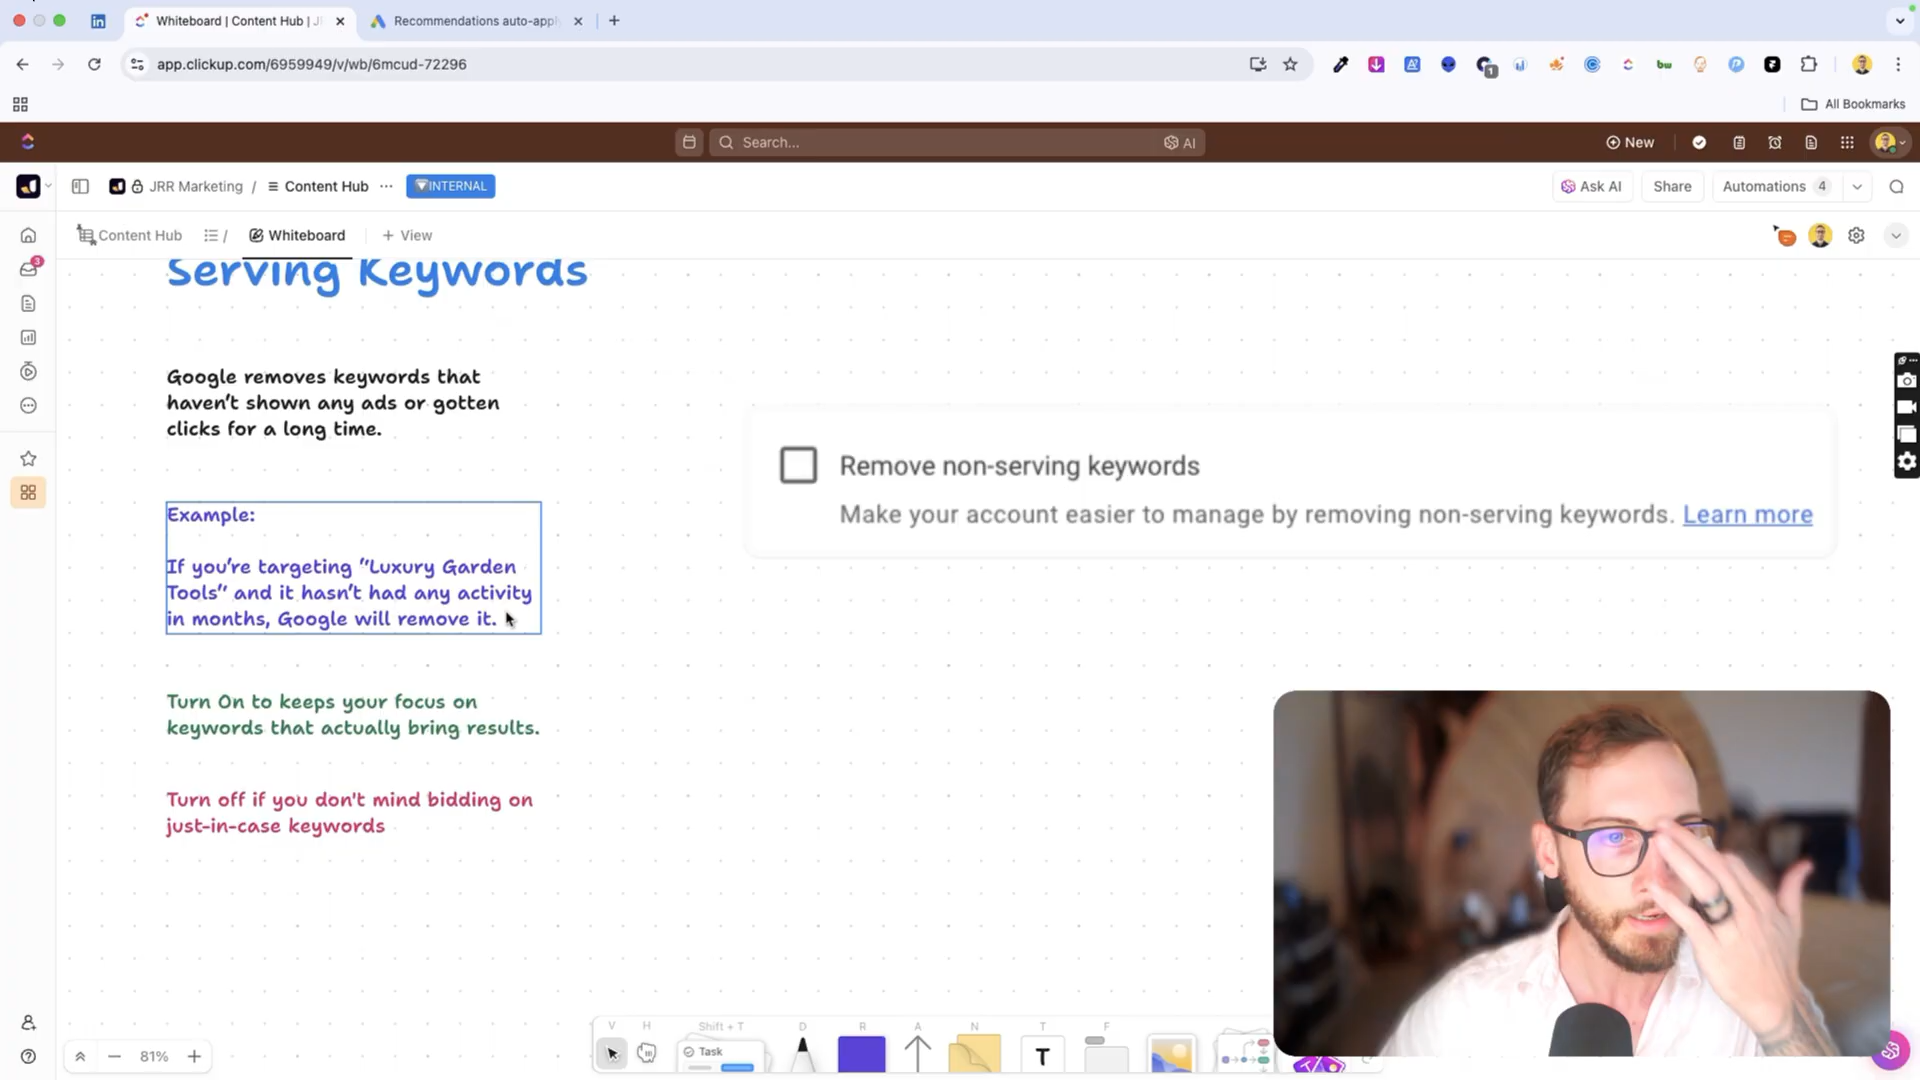 Whiteboard | Content Hub | J
Recommendations auto-apply
app.clickup.com/6959949/v/wb/6mcud-72296
1
All Bookmarks
Search...
AI
New
JRR Marketing / Content Hub
INTERNAL
Ask AI
Share
Automations 4
Content Hub
/
Whiteboard
+ View
3
Serving Keywords
Google removes keywords that
haven't shown any ads or gotten
clicks for a long time.
Remove non-serving keywords
Make your account easier to manage by removing non-serving keywords. Learn more
Example:
If you're targeting "Luxury Garden
Tools" and it hasn't had any activity
in months, Google will remove it.
Turn On to keeps your focus on
keywords that actually bring results.
Turn off if you don't mind bidding on
just-in-case keywords
V H Shift + T D R A N T F
Task
T
81%